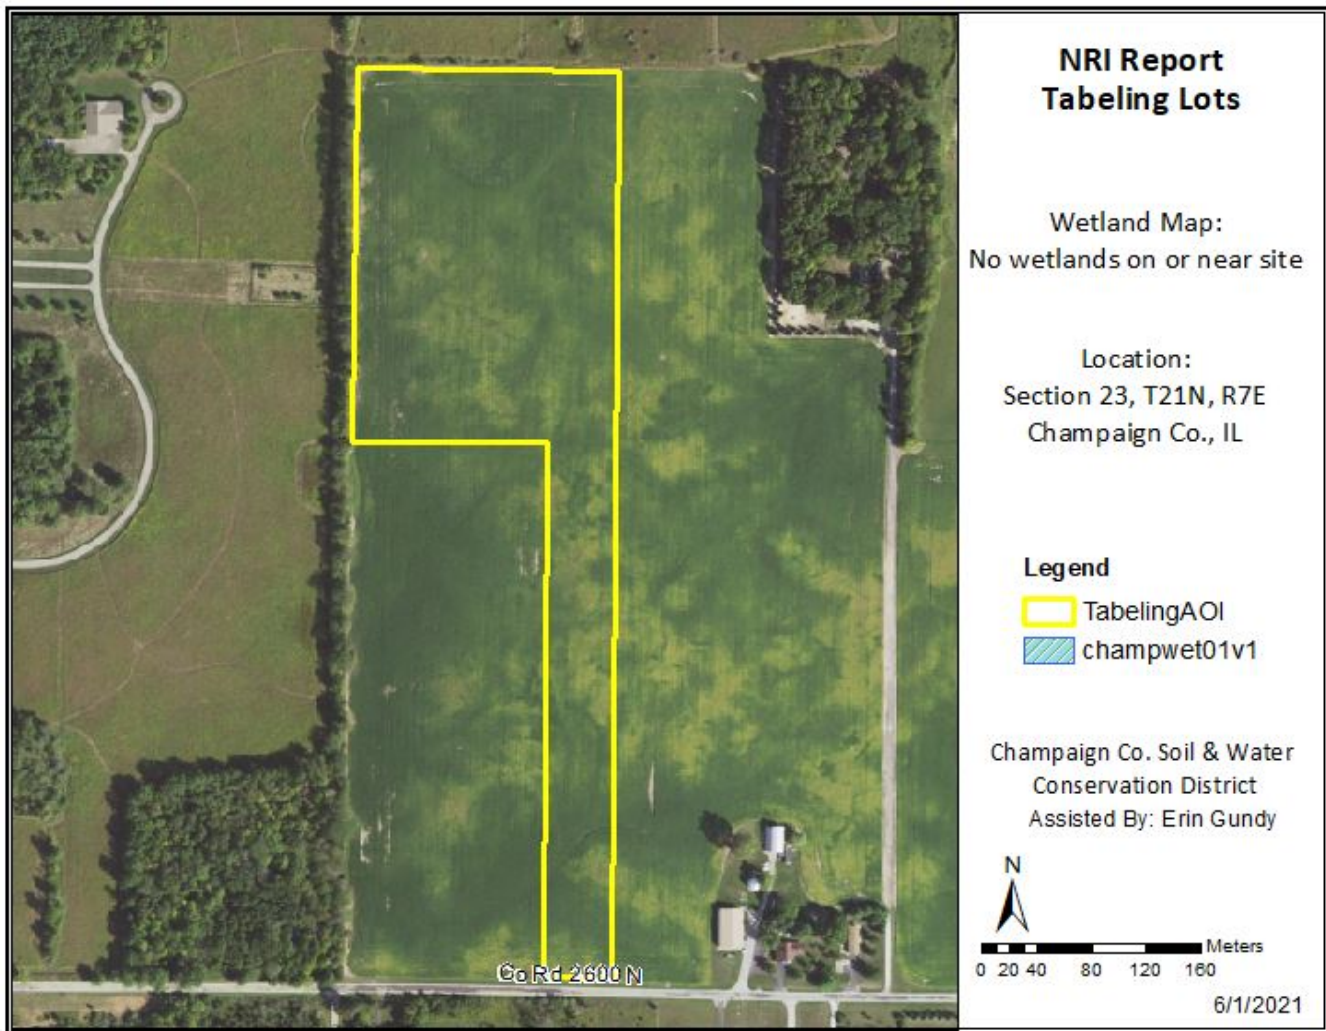 NRI Report
Tabeling Lots
Wetland Map:
No wetlands on or near site
Location:
Section 23, T21N, R7E
Champaign Co., IL
Legend
TabelingAOI
champwet01v1
Champaign Co. Soil & Water
Conservation District
Assisted By: Erin Gundy
N
Meters
0 20 40 80 120 160
6/1/2021
Co Rd 2600 N